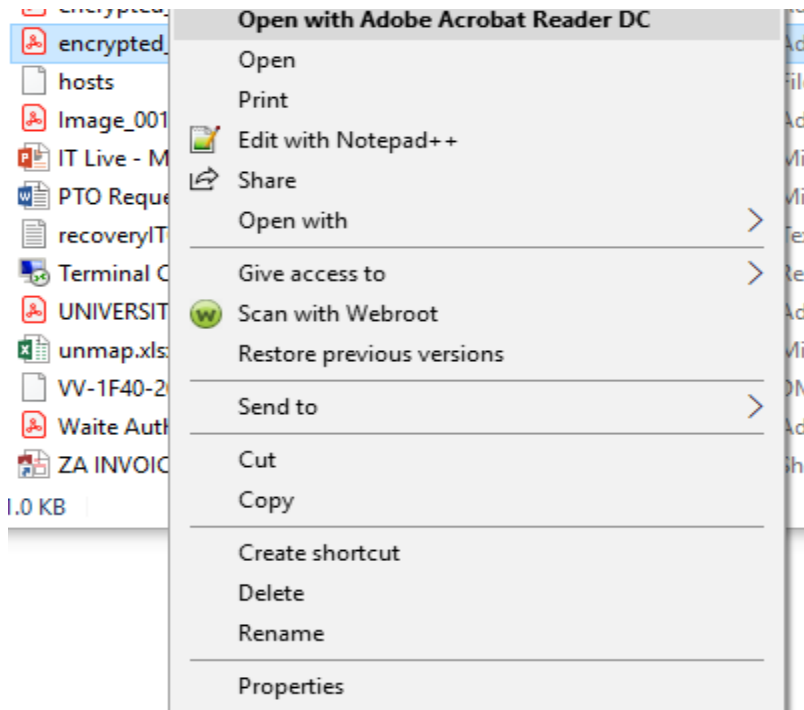 encrypted_
Open with Adobe Acrobat Reader DC
encrypted_
Open
hosts
Print
Image_001
Edit with Notepad++
IT Live - M
Share
PTO Reque
Open with
recoveryIT
Terminal C
Give access to
UNIVERSIT
Scan with Webroot
unmap.xls
Restore previous versions
VV-1F40-2
Send to
Waite Auth
ZA INVOIC
Cut
1.0 KB
Copy
Create shortcut
Delete
Rename
Properties